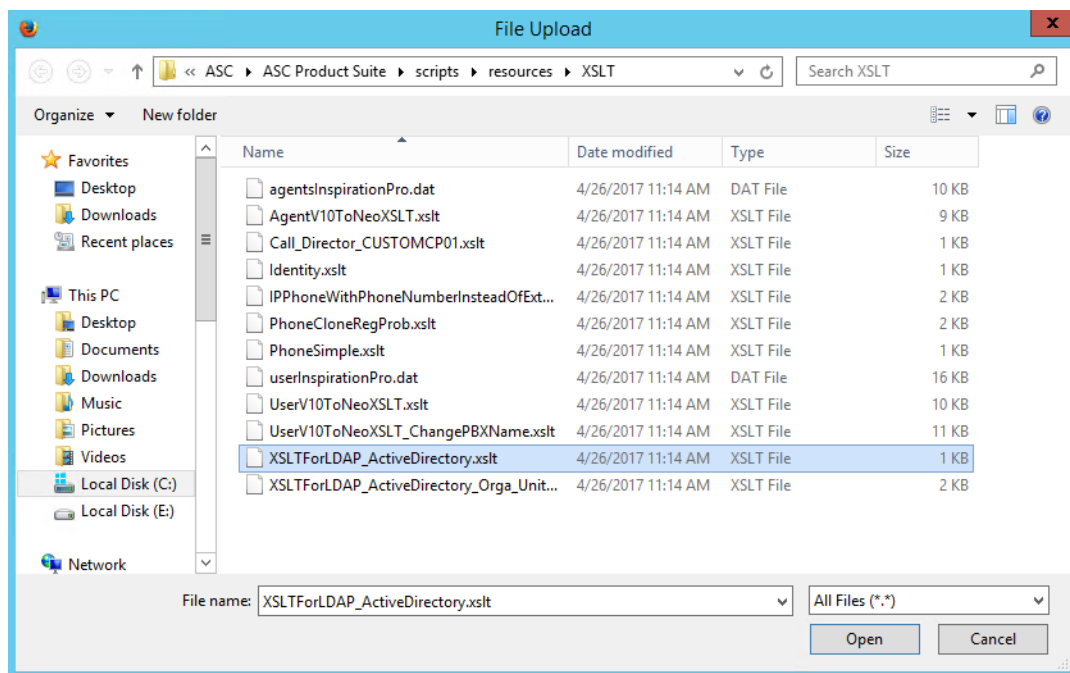 File Upload
x
« ASC ▸ ASC Product Suite ▸ scripts ▸ resources ▸ XSLT
Search XSLT
Organize
New folder
Favorites
Desktop
Downloads
Recent places
This PC
Desktop
Documents
Downloads
Music
Pictures
Videos
Local Disk (C:)
Local Disk (E:)
Network
Name Date modified Type Size
agentsInspirationPro.dat 4/26/2017 11:14 AM DAT File 10 KB
AgentV10ToNeoXSLT.xslt 4/26/2017 11:14 AM XSLT File 9 KB
Call_Director_CUSTOMCP01.xslt 4/26/2017 11:14 AM XSLT File 1 KB
Identity.xslt 4/26/2017 11:14 AM XSLT File 1 KB
IPPhoneWithPhoneNumberInsteadOfExt... 4/26/2017 11:14 AM XSLT File 2 KB
PhoneCloneRegProb.xslt 4/26/2017 11:14 AM XSLT File 2 KB
PhoneSimple.xslt 4/26/2017 11:14 AM XSLT File 1 KB
userInspirationPro.dat 4/26/2017 11:14 AM DAT File 16 KB
UserV10ToNeoXSLT.xslt 4/26/2017 11:14 AM XSLT File 10 KB
UserV10ToNeoXSLT_ChangePBXName.xslt 4/26/2017 11:14 AM XSLT File 11 KB
XSLTForLDAP_ActiveDirectory.xslt 4/26/2017 11:14 AM XSLT File 1 KB
XSLTForLDAP_ActiveDirectory_Orga_Unit... 4/26/2017 11:14 AM XSLT File 2 KB
File name: XSLTForLDAP_ActiveDirectory.xslt
All Files (*.*)
Open
Cancel